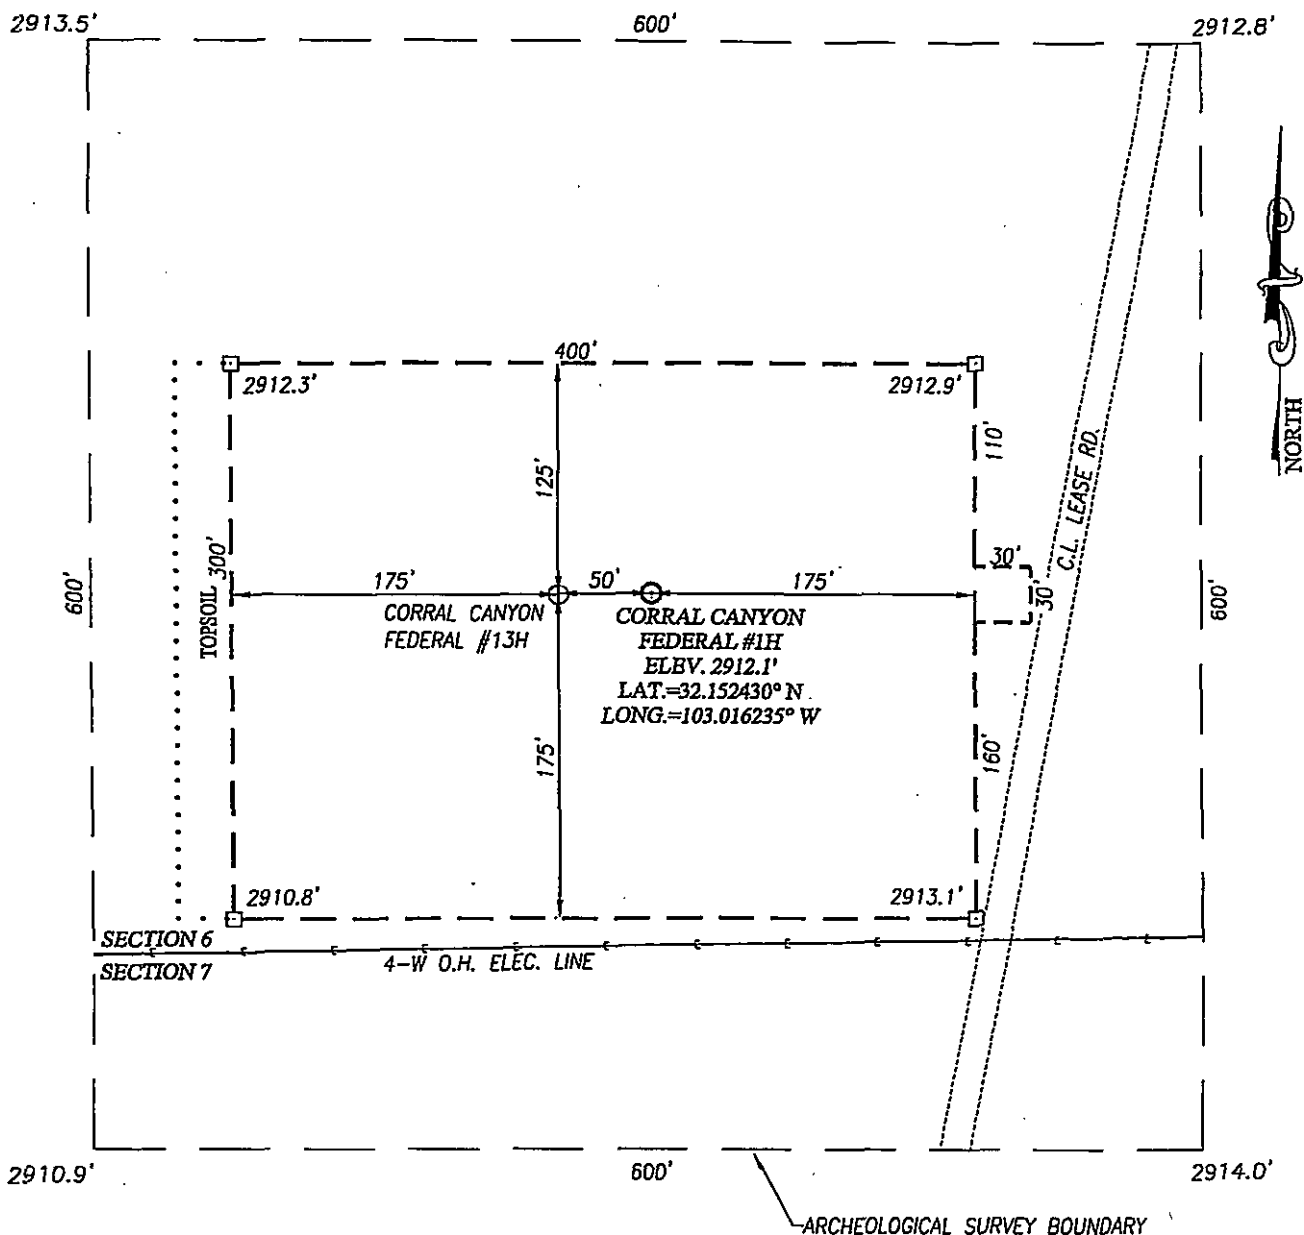 2913.5'
600'
2912.8'
NORTH
400'
2912.3'
2912.9'
110'
C.L. LEASE RD.
125'
TOPSOIL
300'
600'
175'
50'
175'
30'
30'
600'
CORRAL CANYON
FEDERAL #13H
CORRAL CANYON
FEDERAL #1H
ELEV. 2912.1'
LAT.=32.152430° N
LONG.=103.016235° W
175'
160'
2910.8'
2913.1'
SECTION 6
SECTION 7
4-W O.H. ELEC. LINE
2910.9'
600'
2914.0'
ARCHEOLOGICAL SURVEY BOUNDARY